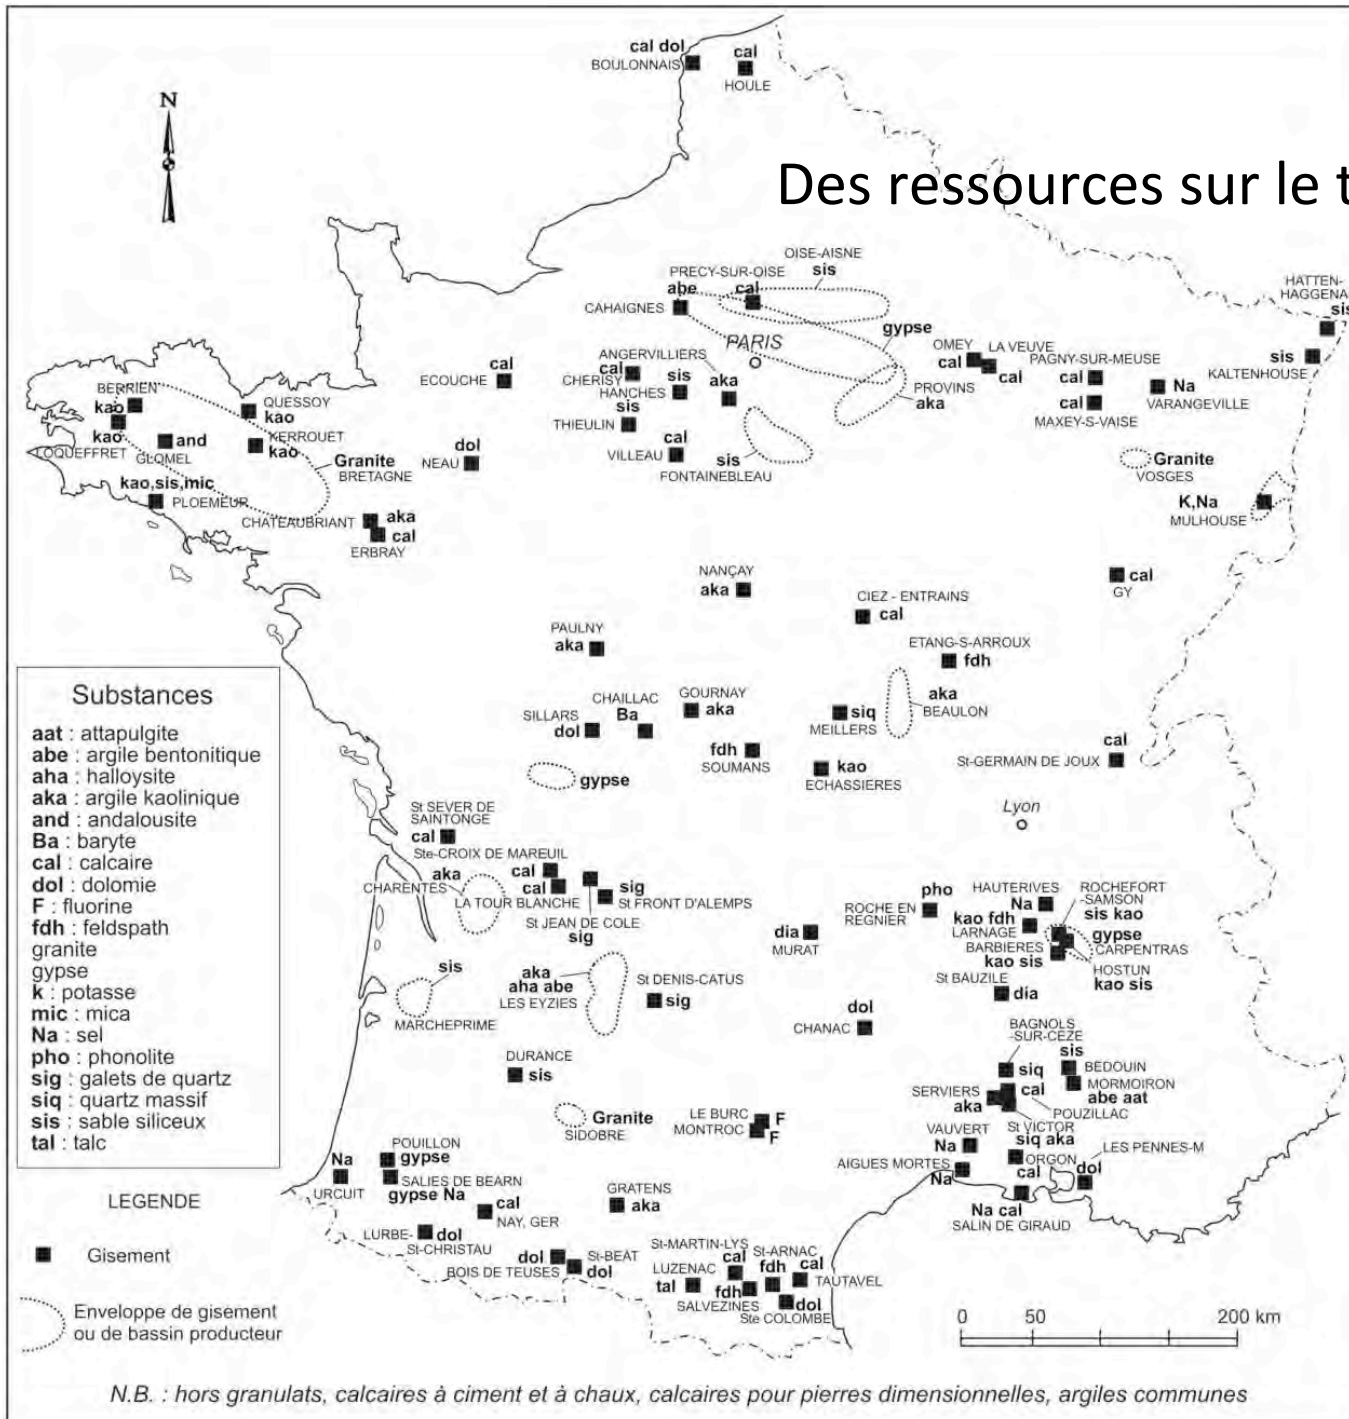 cal dol
BOULONNAIS
cal
HOULE
N
Des ressources sur le t
OISE-AISNE
sis
PRECY-SUR-OISE
cal
abe
CAHAIGNES
HATTEN-
HAGGENA
sis
gypse
PARIS
ANGERVILLIERS
aka
cal
ECOUCHE
cal
CHERISY
sis
HANCHES
sis
THIEULIN
cal
VILLEAU
sis
FONTAINEBLEAU
PROVINS
aka
OMEY
cal
LA VEUVE
cal
PAGNY-SUR-MEUSE
cal
cal
MAXEY-S-VAISE
Na
VARANGEVILLE
sis
KALTENHOUSE
BERRIEN
kao
kao
LOQUEFFRET
QUESSOY
kao
KERROUET
kao
and
GLOMEL
Granite
BRETAGNE
kao,sis,mic
PLOEMEUR
dol
NEAU
CHATEAUBRIANT
aka
cal
ERBRAY
Granite
VOSGES
K,Na
MULHOUSE
NANÇAY
aka
CIEZ - ENTRAINS
cal
cal
GY
PAULNY
aka
ETANG-S-ARROUX
fdh
aka
BEAULON
CHAILLAC
Ba
GOURNAY
aka
SILLARS
dol
siq
MEILLERS
fdh
SOUMANS
kao
ECHASSIERES
cal
St-GERMAIN DE JOUX
gypse
Lyon
Substances
aat : attapulgite
abe : argile bentonitique
aha : halloysite
aka : argile kaolinique
and : andalousite
Ba : baryte
cal : calcaire
dol : dolomie
F : fluorine
fdh : feldspath
granite
gypse
k : potasse
mic : mica
Na : sel
pho : phonolite
sig : galets de quartz
siq : quartz massif
sis : sable siliceux
tal : talc
St SEVER DE
SAINTONGE
cal
Ste-CROIX DE MAREUIL
cal
aka
CHARENTES
cal
LA TOUR BLANCHE
sig
St FRONT D'ALEMPS
St JEAN DE COLE
sig
pho
ROCHE EN
REGNIER
dia
MURAT
HAUTERIVES
Na
kao fdh
LARNAGE
BARBIERES
kao sis
ROCHEFORT
-SAMSON
sis kao
gypse
CARPENTRAS
HOSTUN
kao sis
sis
MARCHEPRIME
aka
aha abe
LES EYZIES
St DENIS-CATUS
sig
St BAUZILE
dia
dol
CHANAC
DURANCE
sis
BAGNOLS
-SUR-CEZE
siq
sis
BEDOUIN
MORMOIRON
abe aat
SERVIERS
aka
cal
POUZILLAC
St VICTOR
siq aka
Granite
SIDOBRE
LE BURC
F
MONTROC
F
VAUVERT
Na
AIGUES MORTES
Na
ORGON
cal
LES PENNES-M
dol
Na cal
SALIN DE GIRAUD
POUILLON
gypse
Na
URCUIT
SALIES DE BEARN
gypse Na
GRATENS
aka
cal
NAY, GER
LURBE-
St-CHRISTAU
dol
dol
BOIS DE TEUSES
St-BEAT
dol
St-MARTIN-LYS
cal
LUZENAC
tal
St-ARNAC
fdh
cal
TAUTAVEL
fdh
SALVEZINES
dol
Ste COLOMBE
LEGENDE
Gisement
Enveloppe de gisement
ou de bassin producteur
0 50 200 km
N.B. : hors granulats, calcaires à ciment et à chaux, calcaires pour pierres dimensionnelles, argiles communes